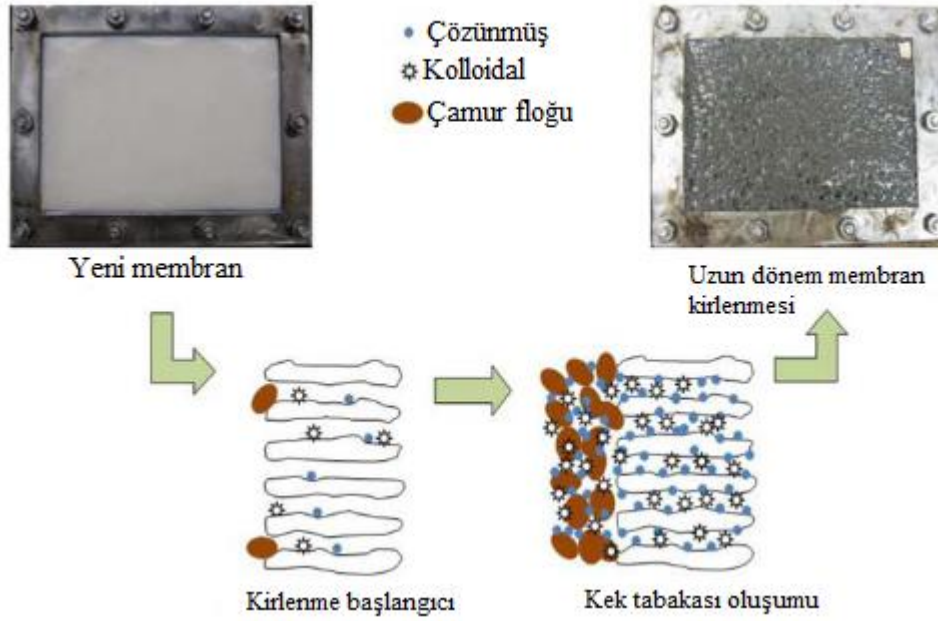 Çözünmüş
Kolloidal
Çamur floğu
Yeni membran
Uzun dönem membran
kirlenmesi
Kirlenme başlangıcı
Kek tabakası oluşumu